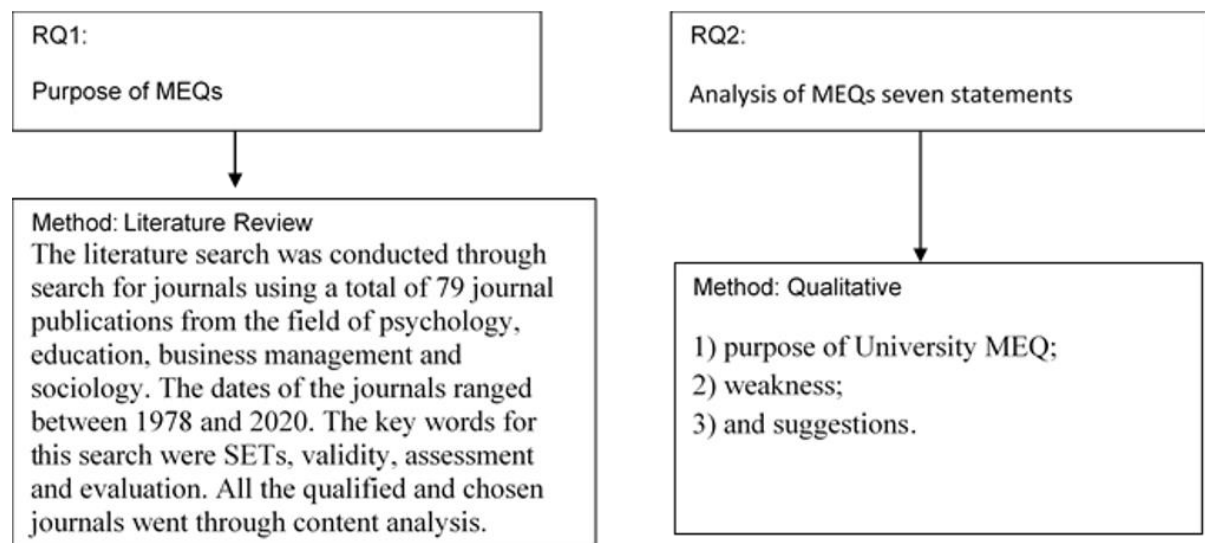 RQ1:
Purpose of MEQs
Method: Literature Review
The literature search was conducted through
search for journals using a total of 79 journal
publications from the field of psychology,
education, business management and
sociology. The dates of the journals ranged
between 1978 and 2020. The key words for
this search were SETs, validity, assessment
and evaluation. All the qualified and chosen
journals went through content analysis.
RQ2:
Analysis of MEQs seven statements
Method: Qualitative
1) purpose of University MEQ;
2) weakness;
3) and suggestions.